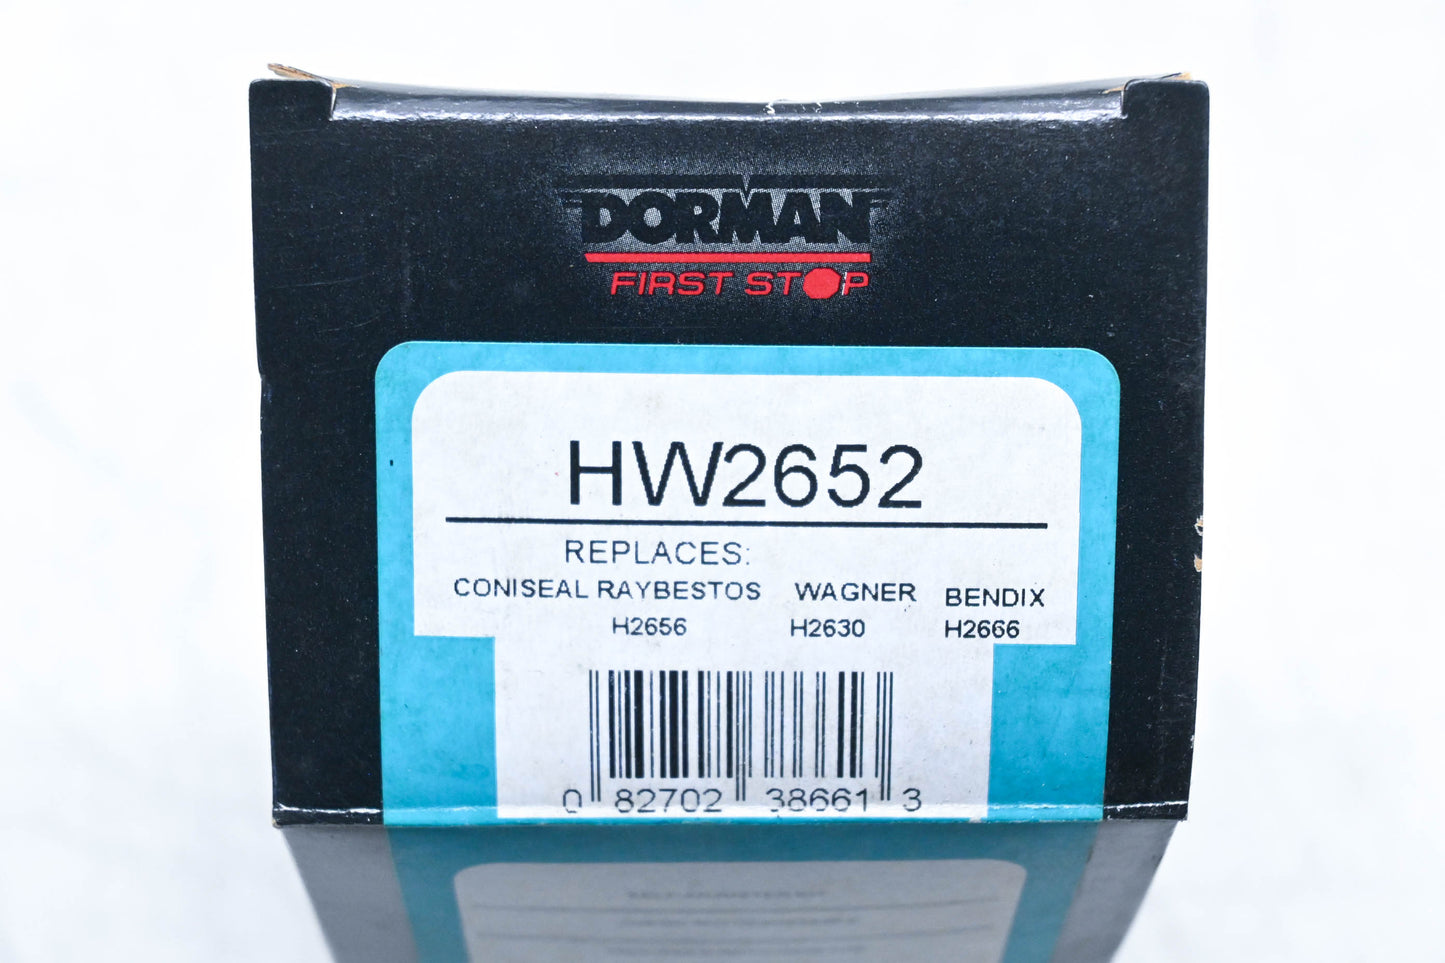 DORMAN
FIRST STOP
HW2652
REPLACES:
CONISEAL RAYBESTOS WAGNER BENDIX
H2656 H2630 H2666
0 82702 38661 3